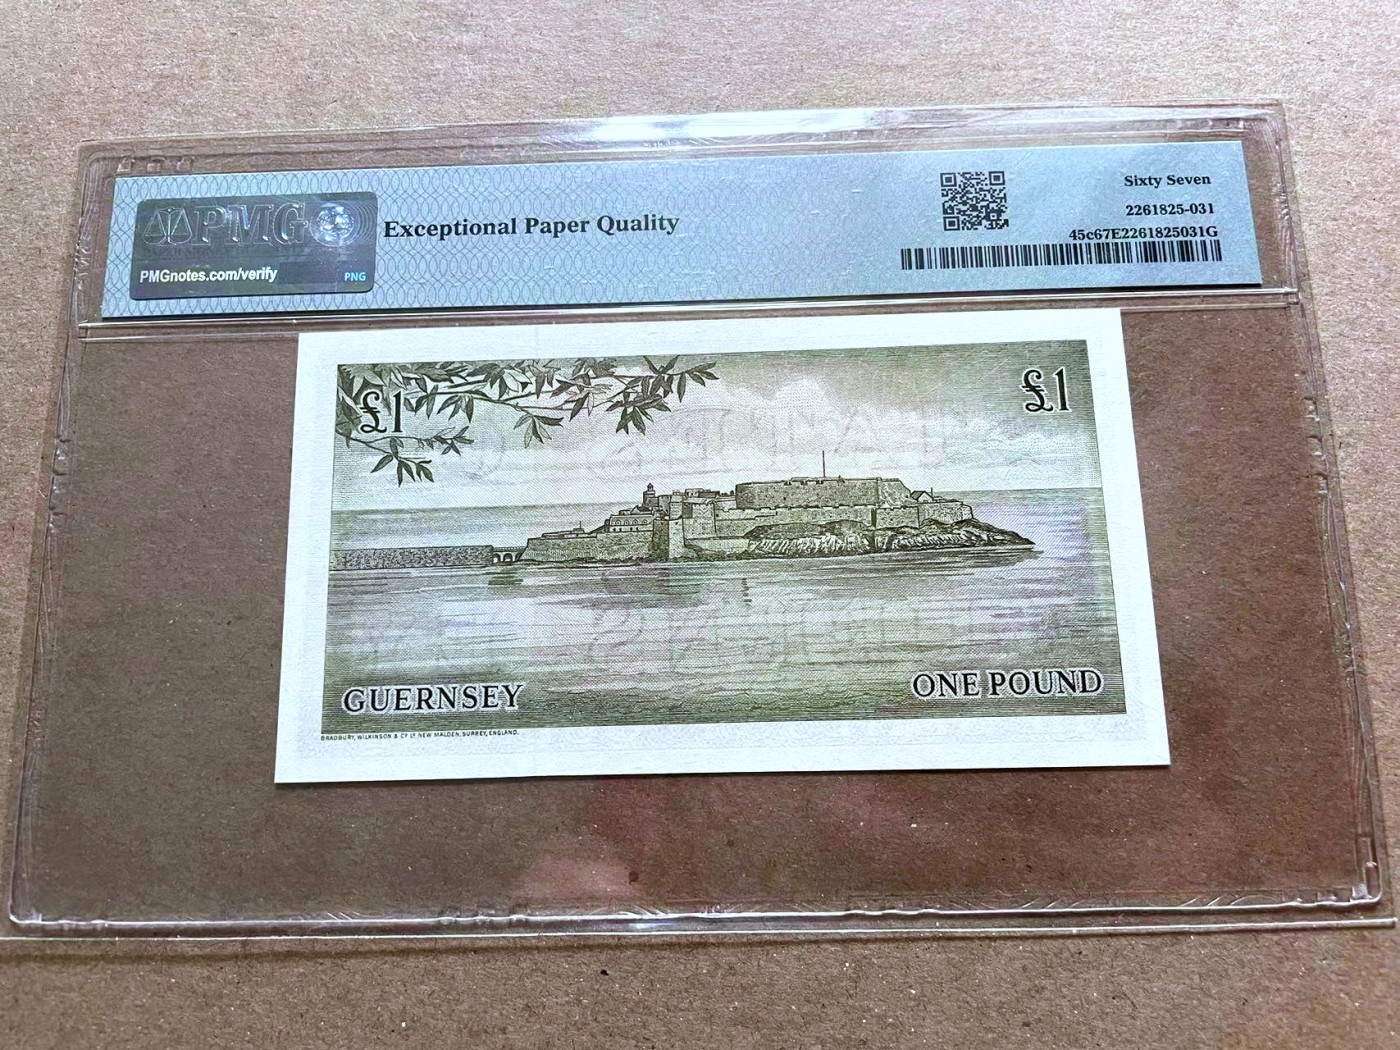 PMG
PMGnotes.com/verify
PNG
Exceptional Paper Quality
Sixty Seven
2261825-031
45c67E2261825031G
£1
£1
GUERNSEY
ONE POUND
BRADBURY, WILKINSON & Cº Lᵈ NEW MALDEN, SURREY, ENGLAND.